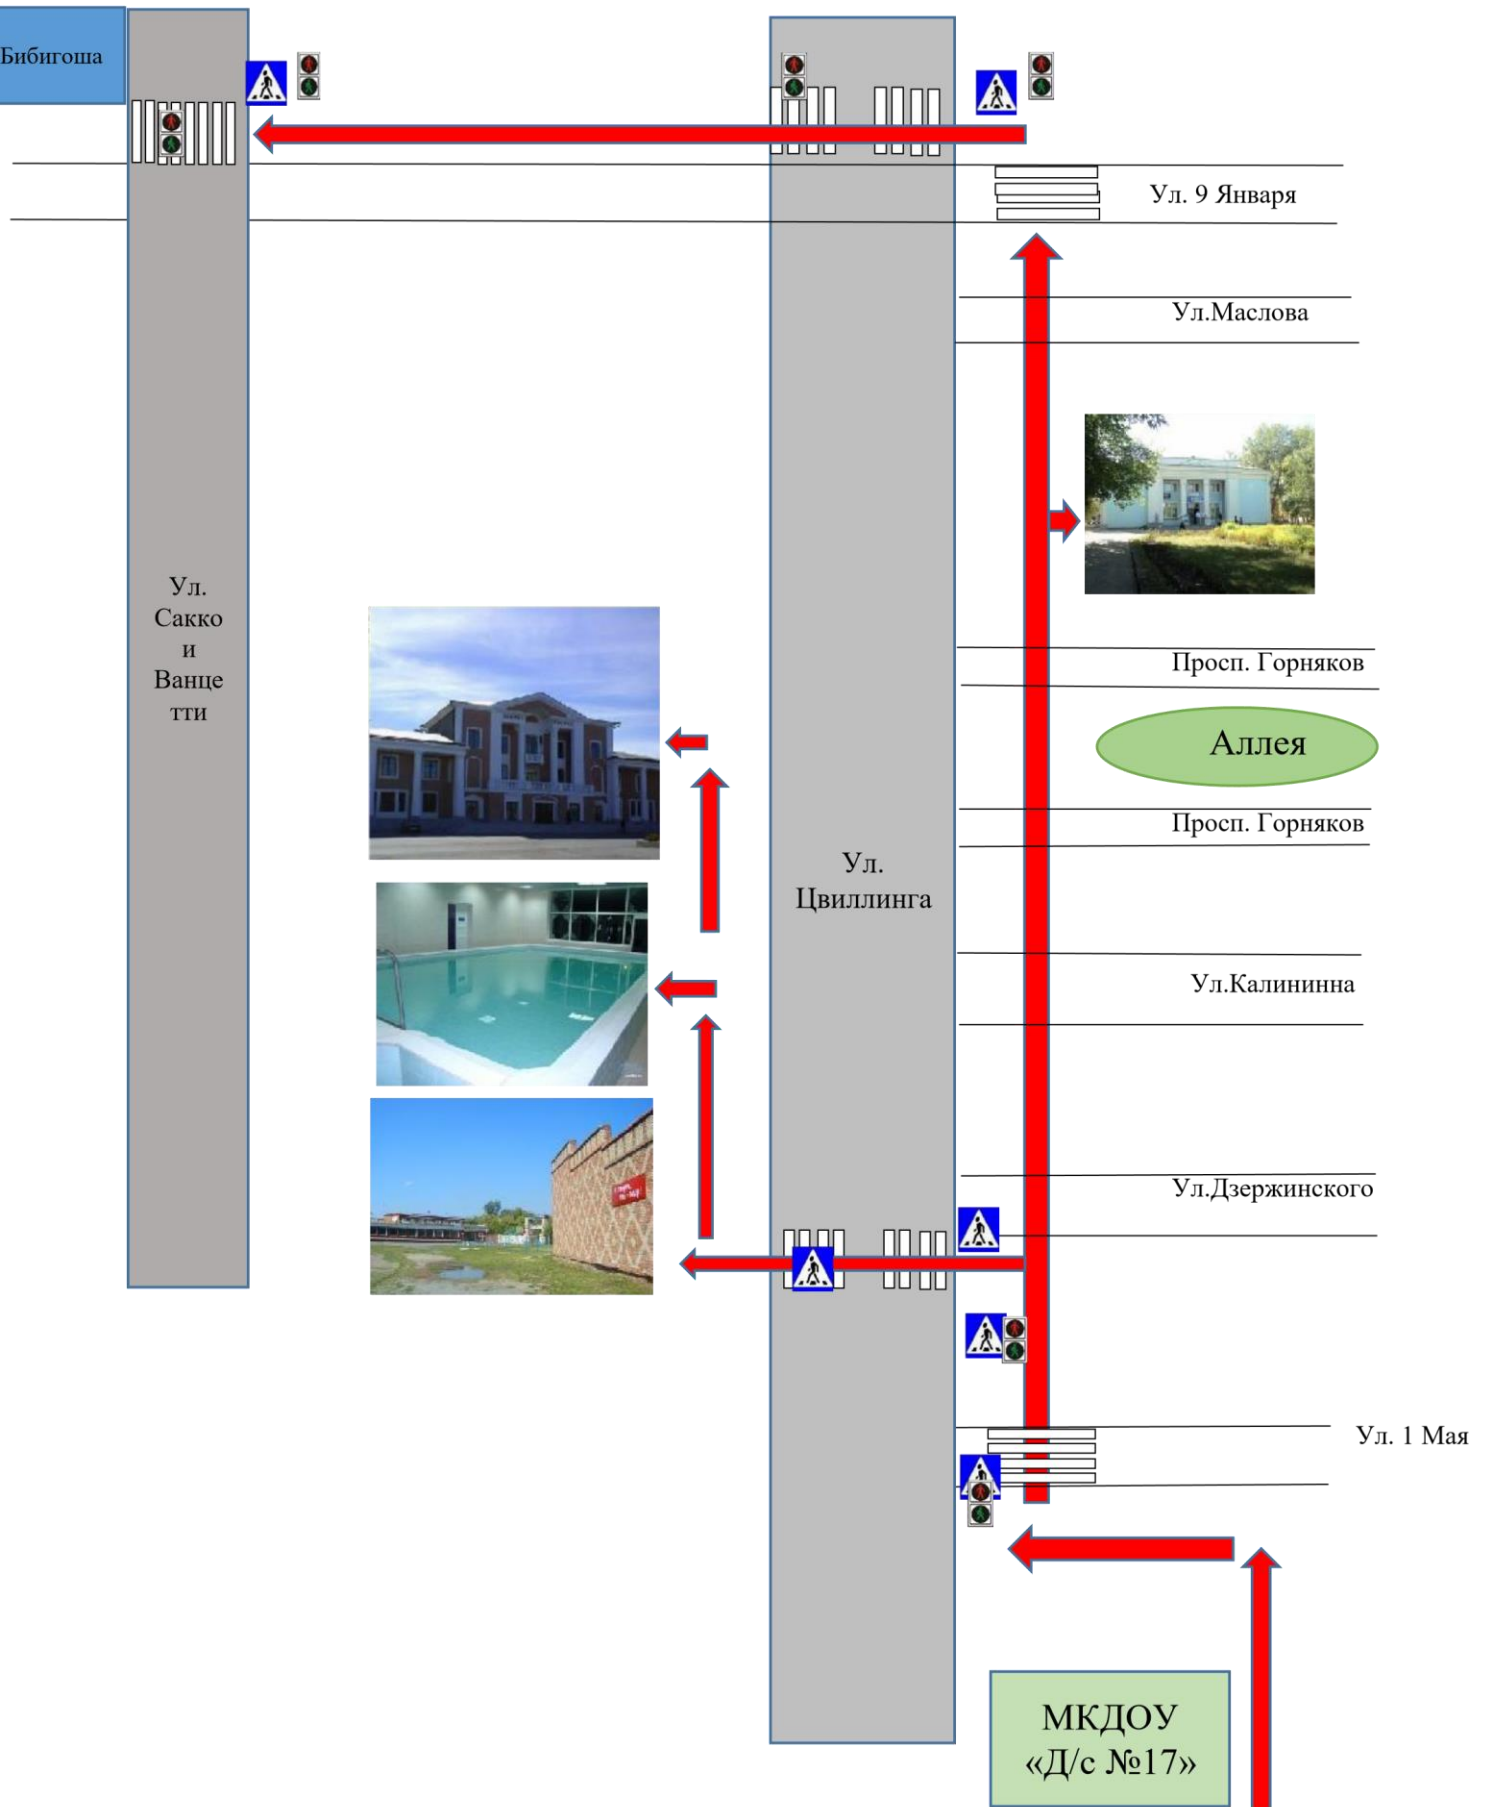 Бибигоша
Ул. 9 Января
Ул.Маслова
Ул.
Сакко
и
Ванце
тти
Просп. Горняков
Аллея
Просп. Горняков
Ул.
Цвиллинга
Ул.Калининна
Ул.Дзержинского
Ул. 1 Мая
МКДОУ
«Д/с №17»